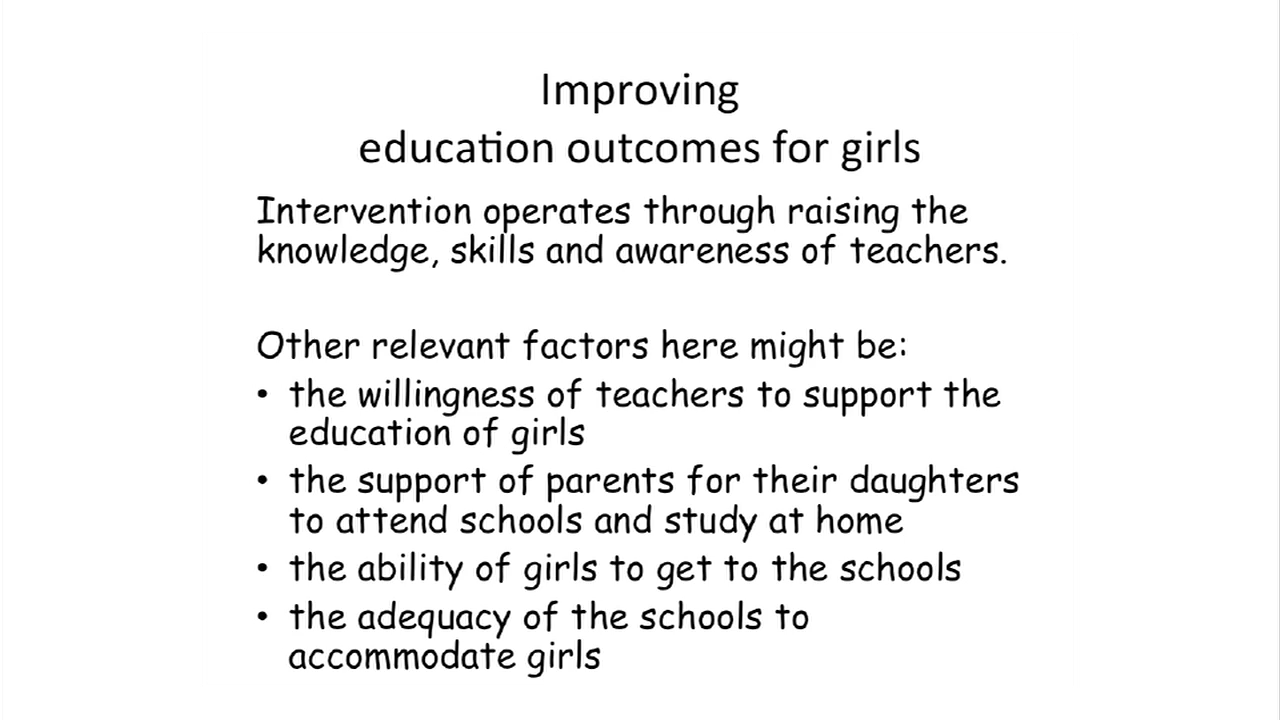 Improving
education outcomes for girls
Intervention operates through raising the
knowledge, skills and awareness of teachers.
Other relevant factors here might be:
• the willingness of teachers to support the
education of girls
• the support of parents for their daughters
to attend schools and study at home
• the ability of girls to get to the schools
• the adequacy of the schools to
accommodate girls